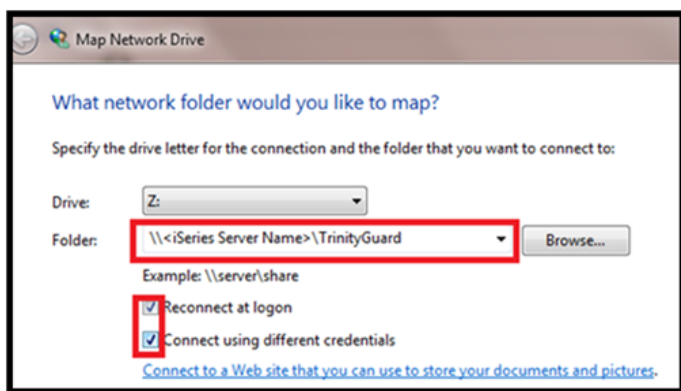 Map Network Drive
What network folder would you like to map?
Specify the drive letter for the connection and the folder that you want to connect to:
Drive: Z:
Folder: \\<iSeries Server Name>\TrinityGuard Browse...
Example: \\server\share
Reconnect at logon
Connect using different credentials
Connect to a Web site that you can use to store your documents and pictures.